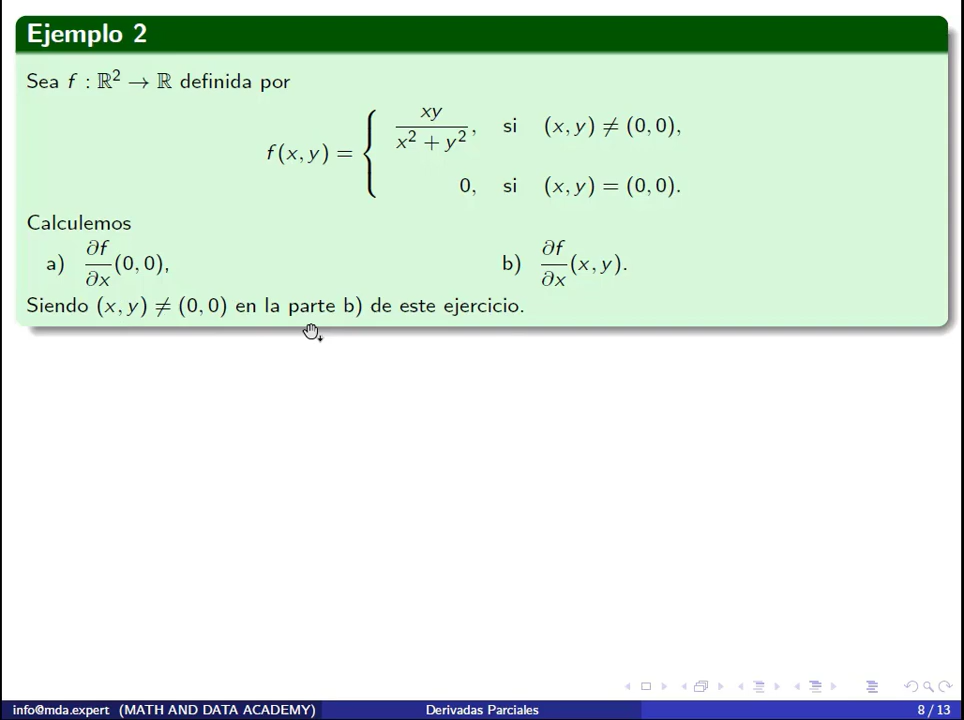 Ejemplo 2
Sea f : ℝ² → ℝ definida por
f(x, y) = { xy / (x² + y²), si (x, y) ≠ (0, 0),
0, si (x, y) = (0, 0).
Calculemos
a) ∂f/∂x (0, 0), b) ∂f/∂x (x, y).
Siendo (x, y) ≠ (0, 0) en la parte b) de este ejercicio.
info@mda.expert (MATH AND DATA ACADEMY) Derivadas Parciales 8 / 13